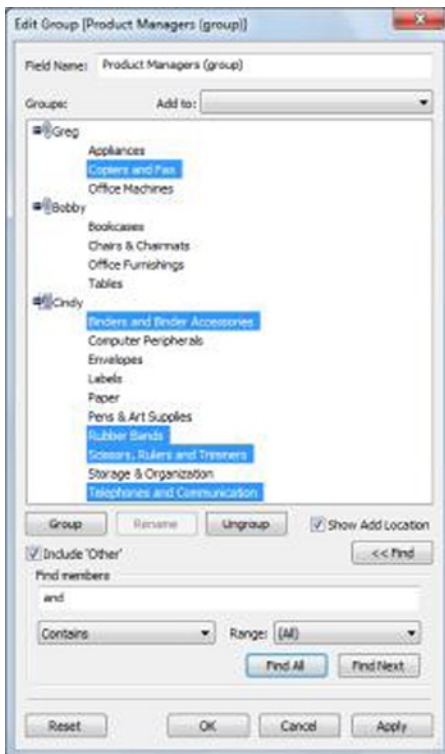 Edit Group [Product Managers (group)]
Field Name: Product Managers (group)
Groups: Add to:
Greg
Appliances
Copiers and Fax
Office Machines
Bobby
Bookcases
Chairs & Chairmats
Office Furnishings
Tables
Cindy
Binders and Binder Accessories
Computer Peripherals
Envelopes
Labels
Paper
Pens & Art Supplies
Rubber Bands
Scissors, Rulers and Trimmers
Storage & Organization
Telephones and Communication
Group Rename Ungroup Show Add Location
Include 'Other' << Find
Find members
and
Contains Range: (All)
Find All Find Next
Reset OK Cancel Apply